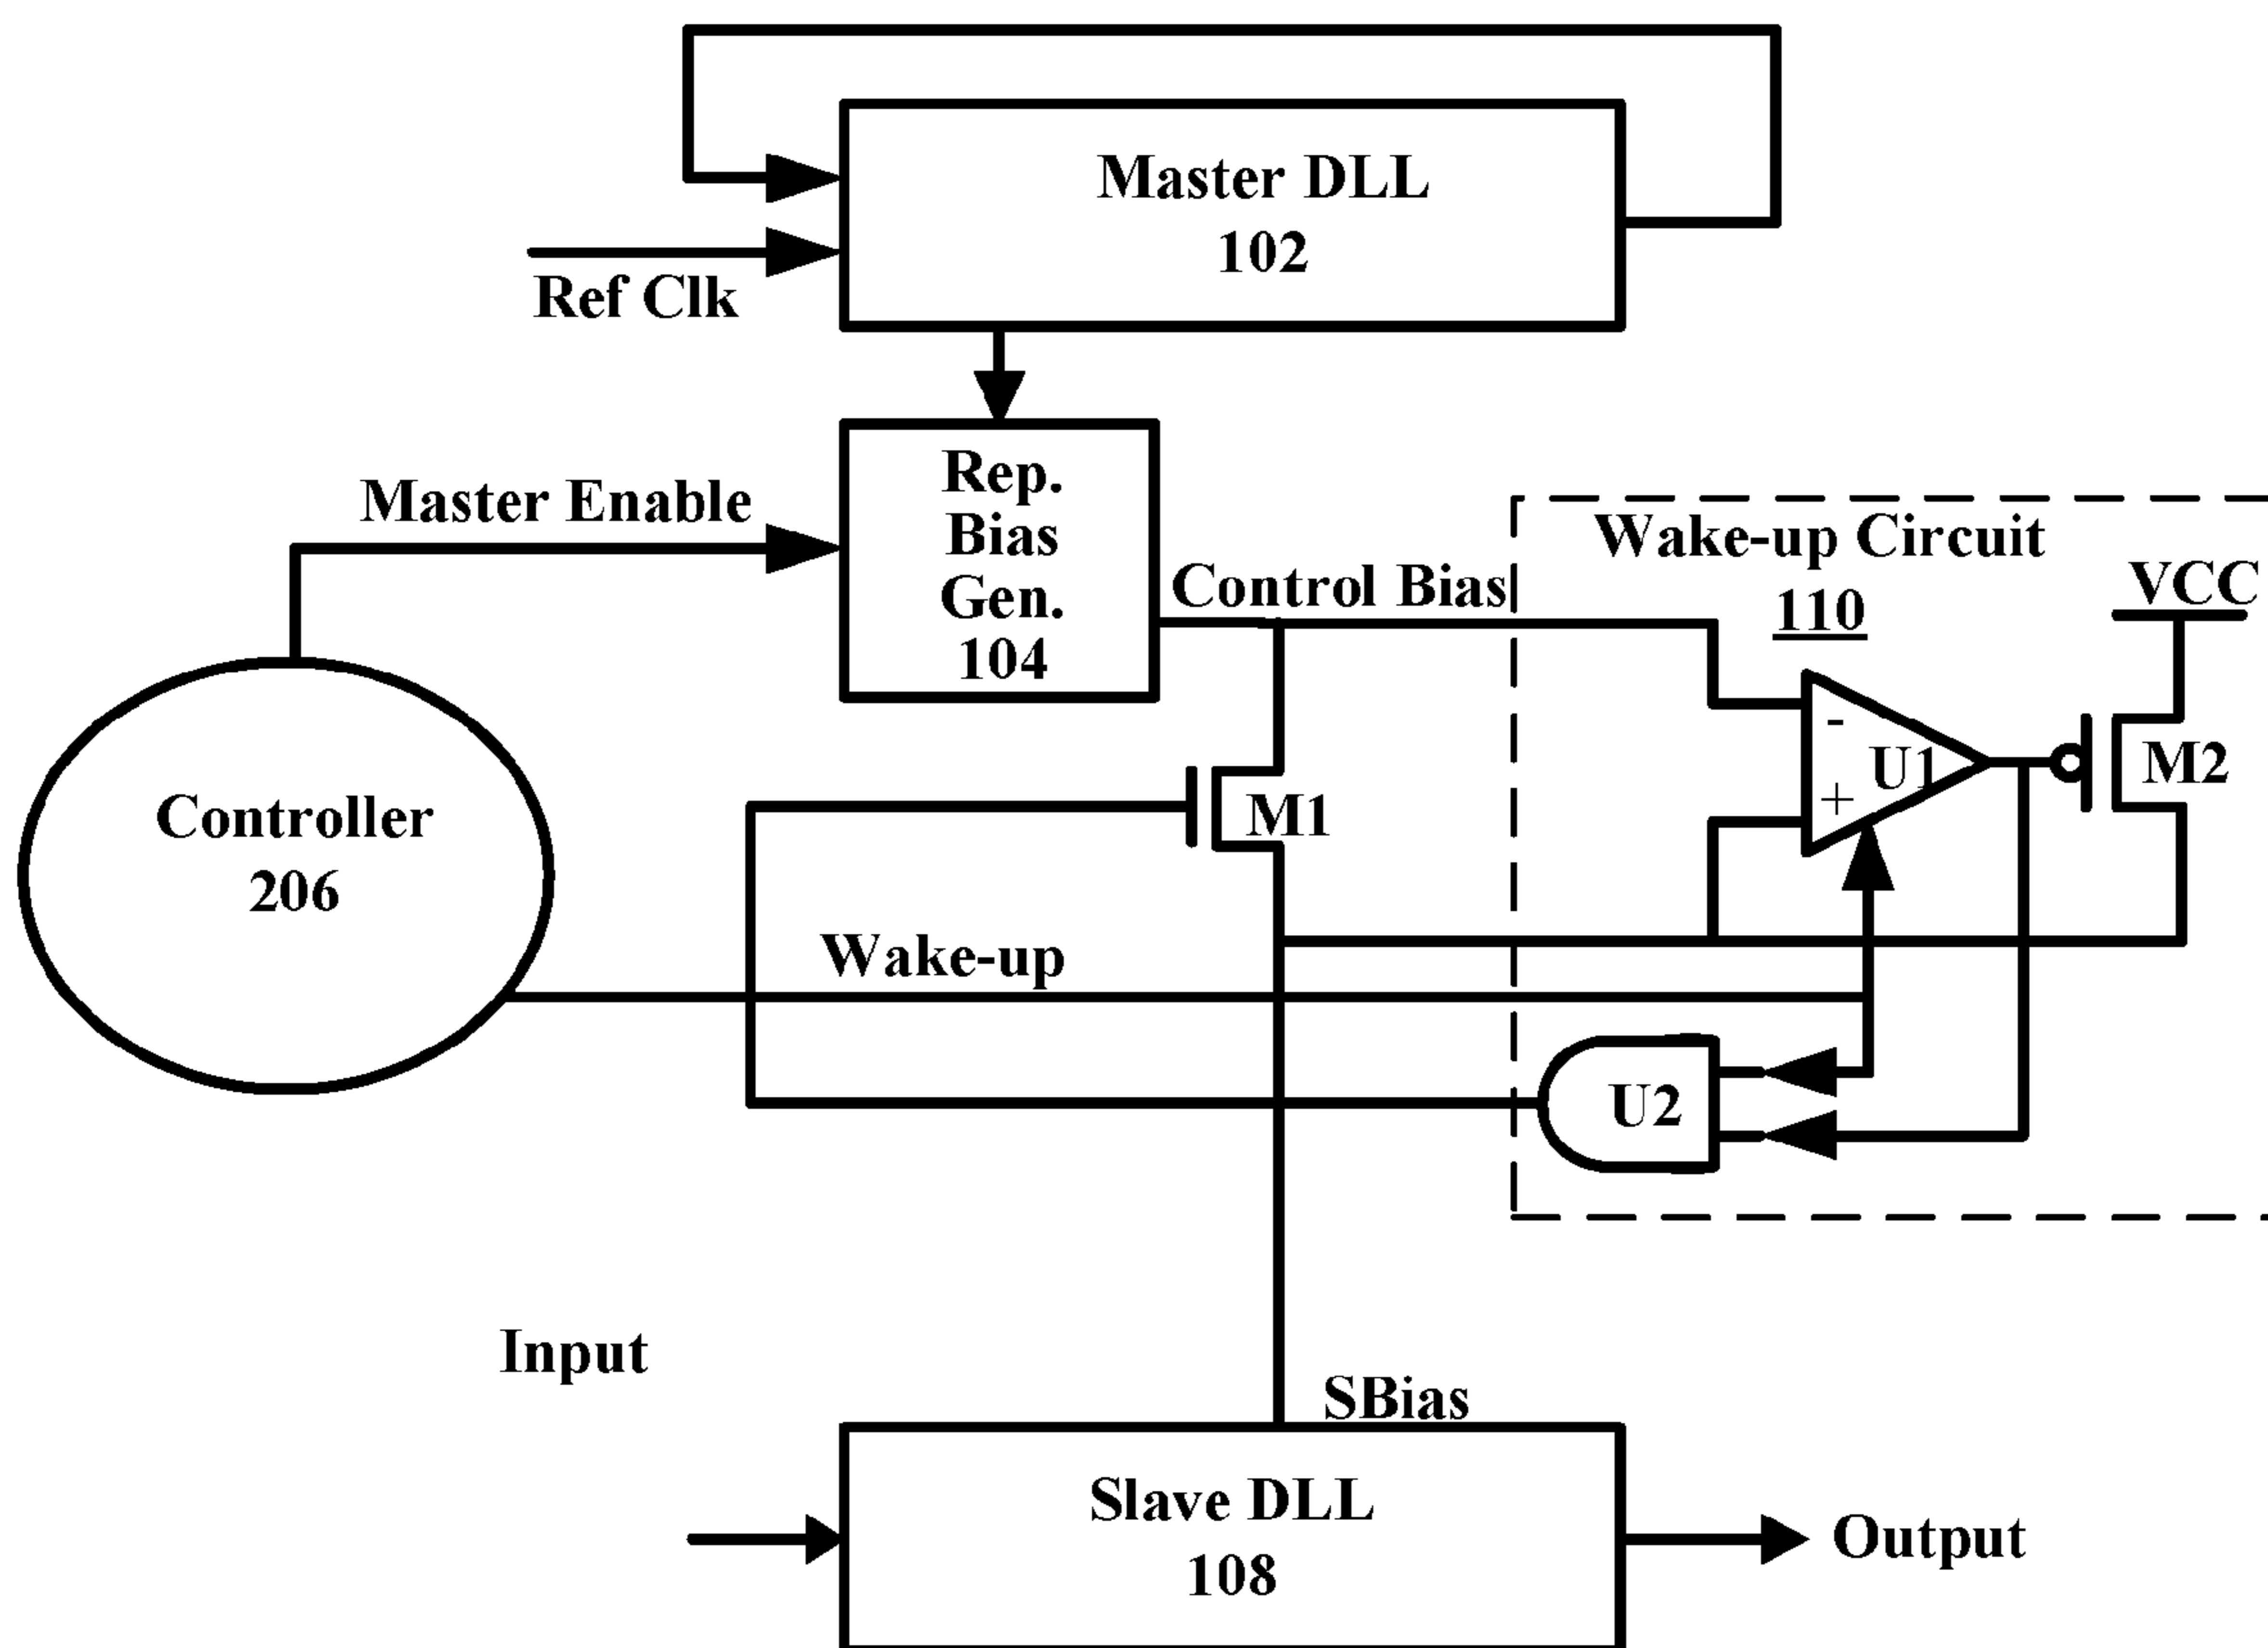 Master DLL
102
Ref Clk
Rep.
Bias
Gen.
104
Master Enable
Control Bias
Wake-up Circuit
110
VCC
-
+
U1
M2
M1
Controller
206
Wake-up
U2
Input
SBias
Slave DLL
108
Output